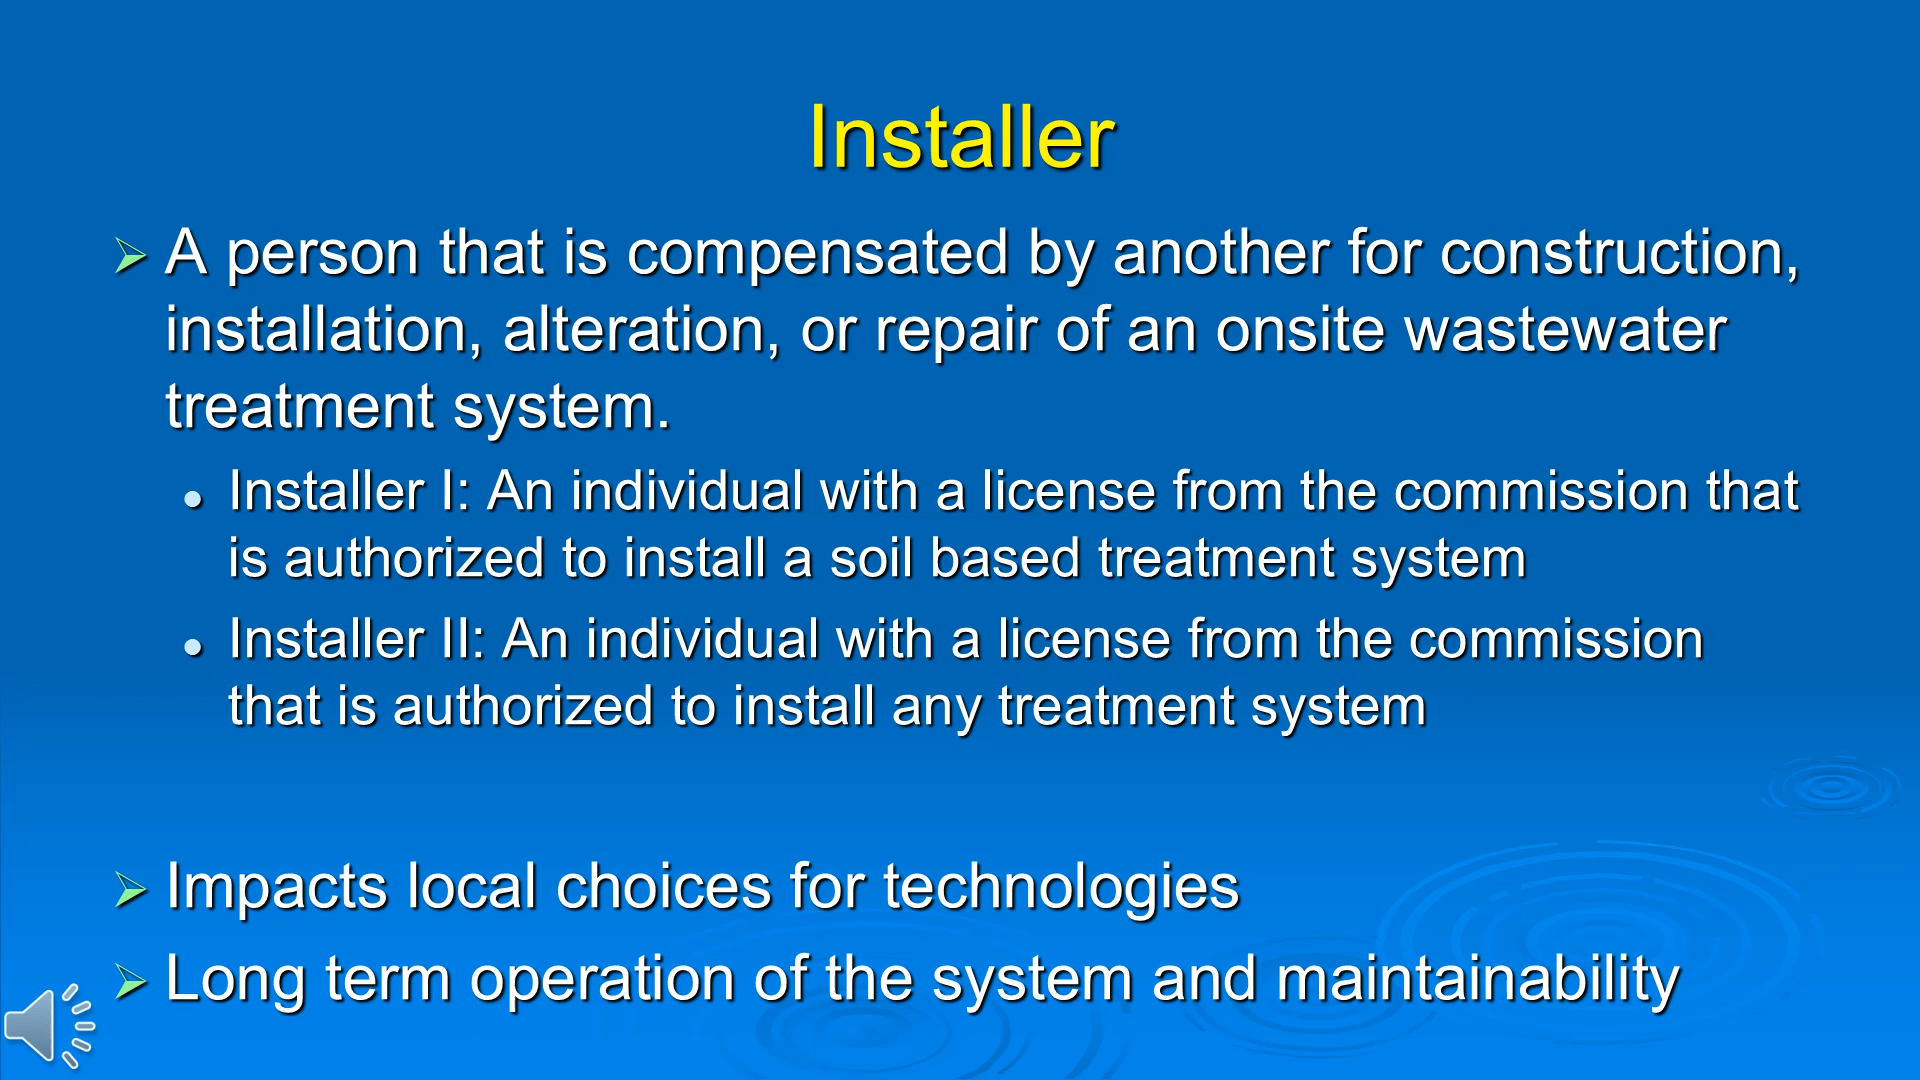 Installer
A person that is compensated by another for construction,
installation, alteration, or repair of an onsite wastewater
treatment system.
Installer I: An individual with a license from the commission that
is authorized to install a soil based treatment system
Installer II: An individual with a license from the commission
that is authorized to install any treatment system
Impacts local choices for technologies
Long term operation of the system and maintainability